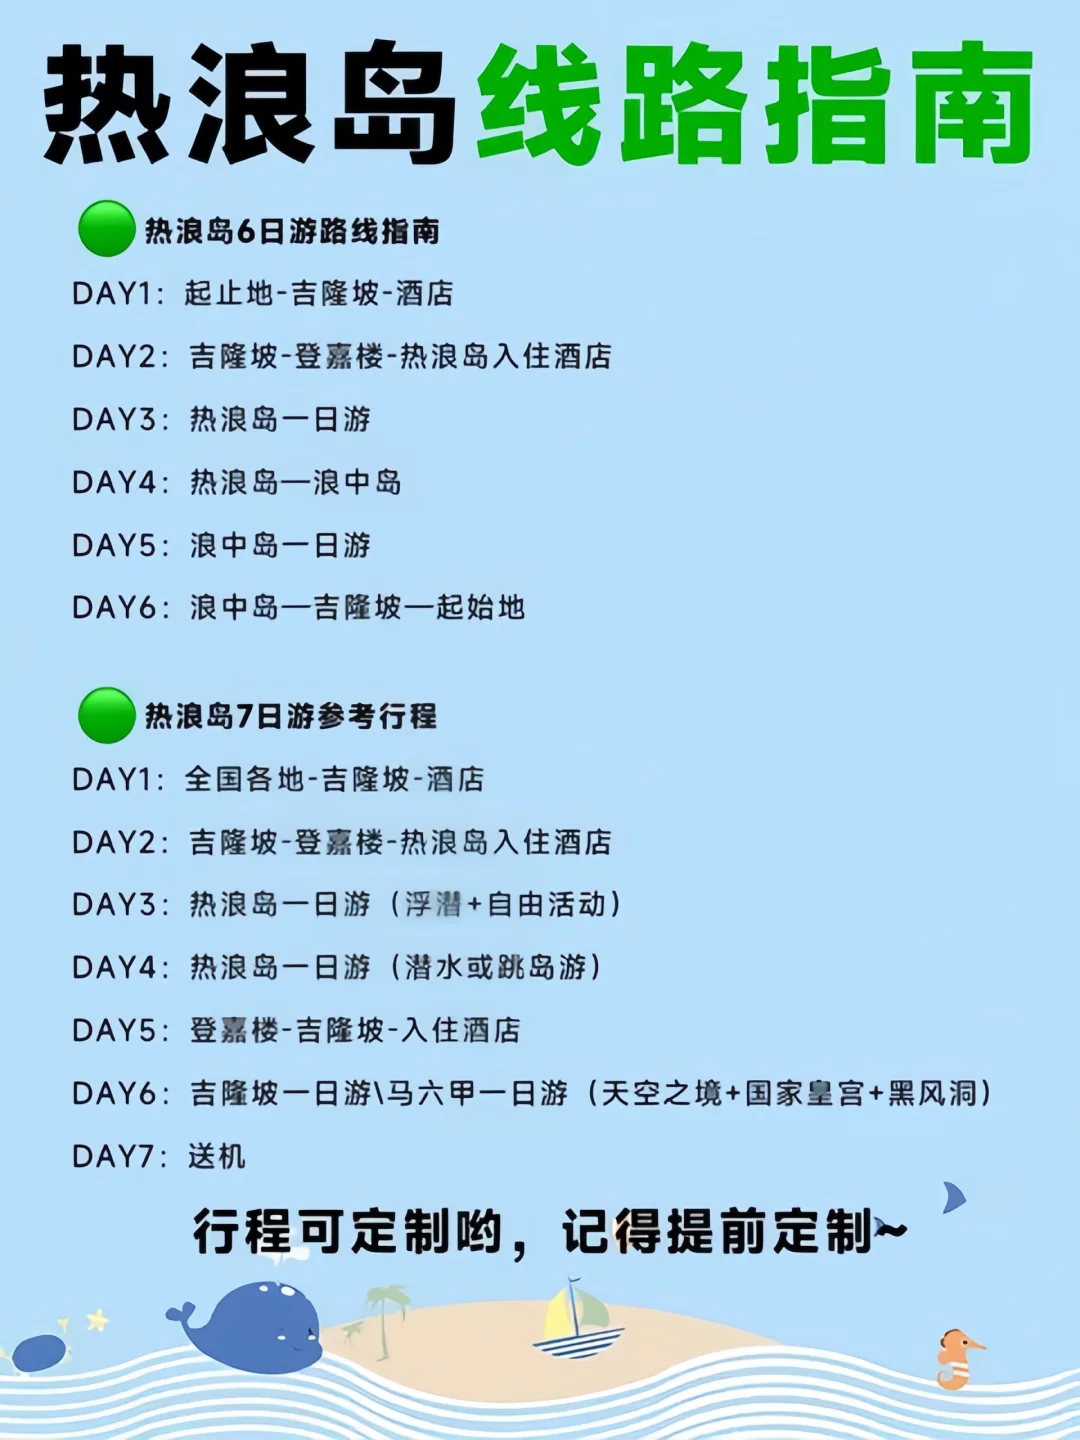 热浪岛线路指南
热浪岛6日游路线指南
DAY1：起止地-吉隆坡-酒店
DAY2：吉隆坡-登嘉楼-热浪岛入住酒店
DAY3：热浪岛一日游
DAY4：热浪岛—浪中岛
DAY5：浪中岛一日游
DAY6：浪中岛—吉隆坡—起始地
热浪岛7日游参考行程
DAY1：全国各地-吉隆坡-酒店
DAY2：吉隆坡-登嘉楼-热浪岛入住酒店
DAY3：热浪岛一日游（浮潜+自由活动）
DAY4：热浪岛一日游（潜水或跳岛游）
DAY5：登嘉楼-吉隆坡-入住酒店
DAY6：吉隆坡一日游\马六甲一日游（天空之境+国家皇宫+黑风洞）
DAY7：送机
行程可定制哟，记得提前定制~